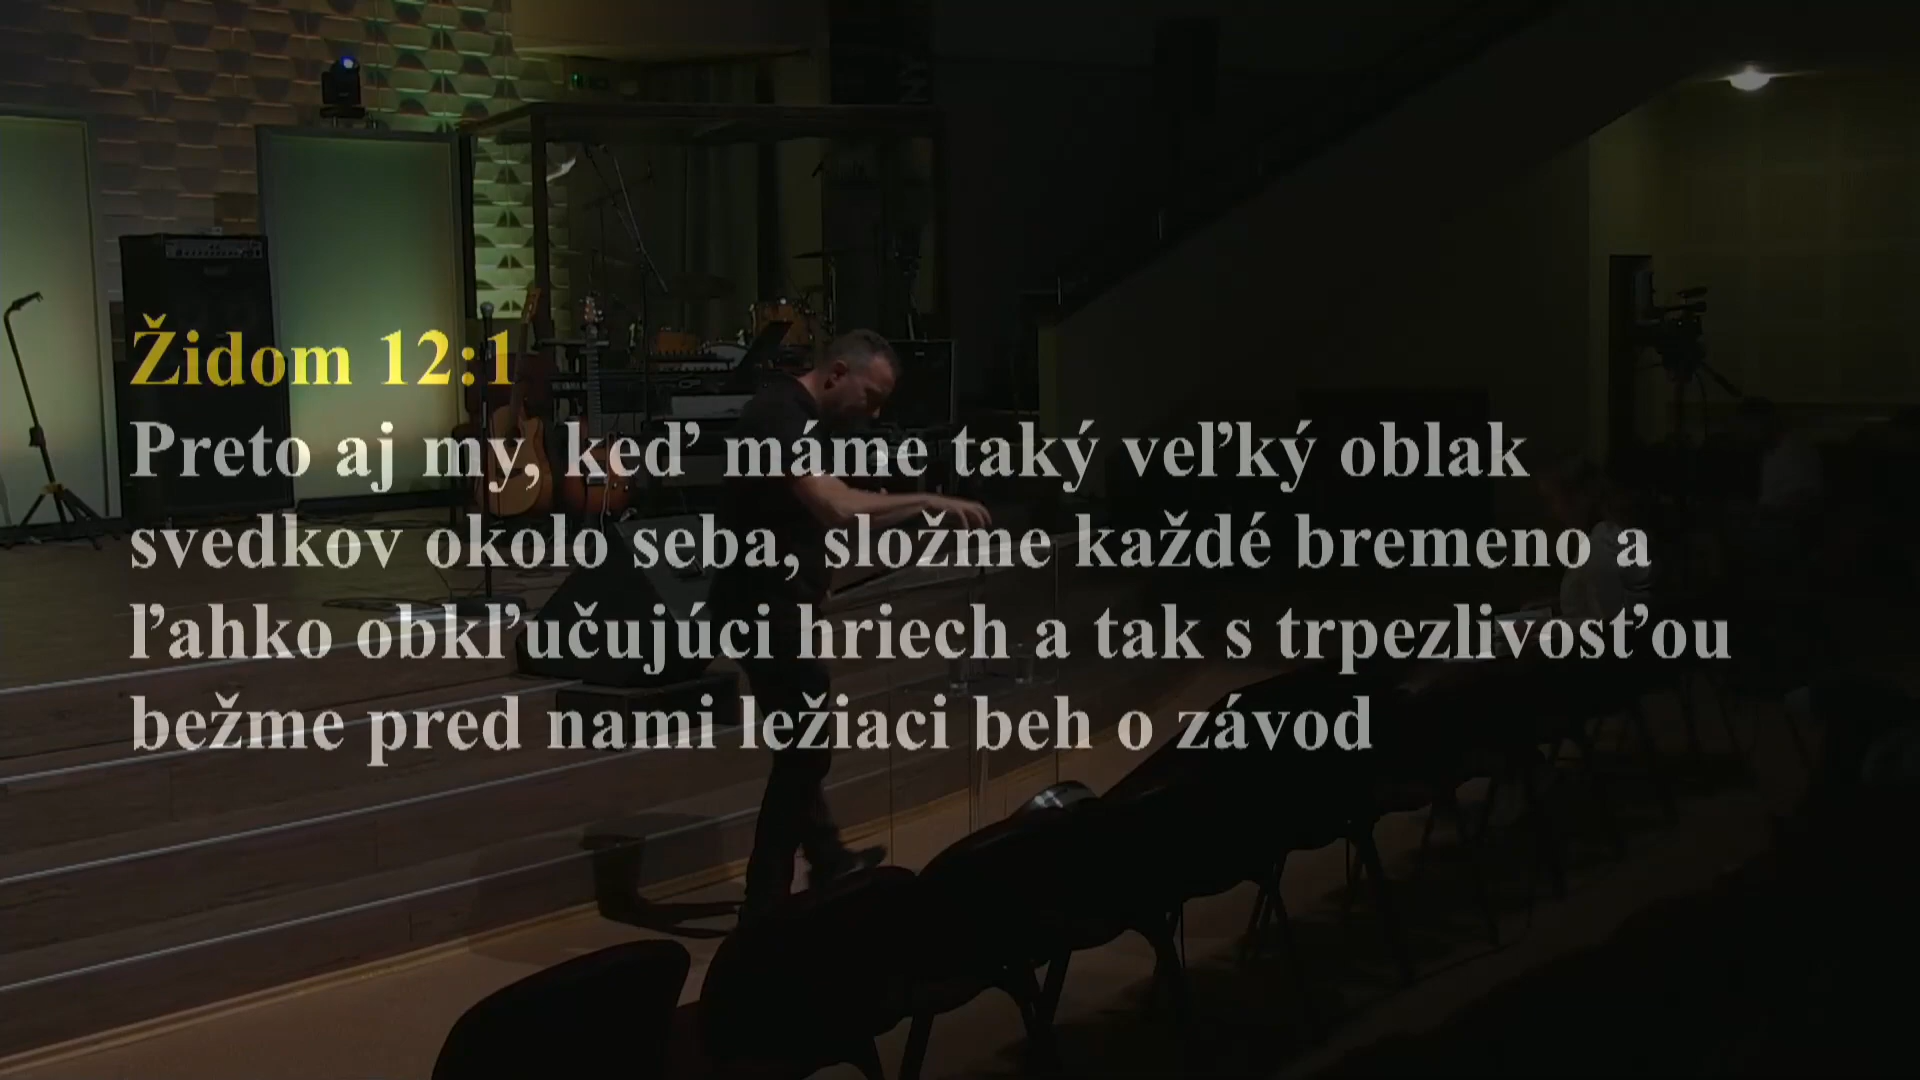 Židom 12:1
Preto aj my, keď máme taký veľký oblak
svedkov okolo seba, složme každé bremeno a
ľahko obkľučujúci hriech a tak s trpezlivosťou
bežme pred nami ležiaci beh o závod